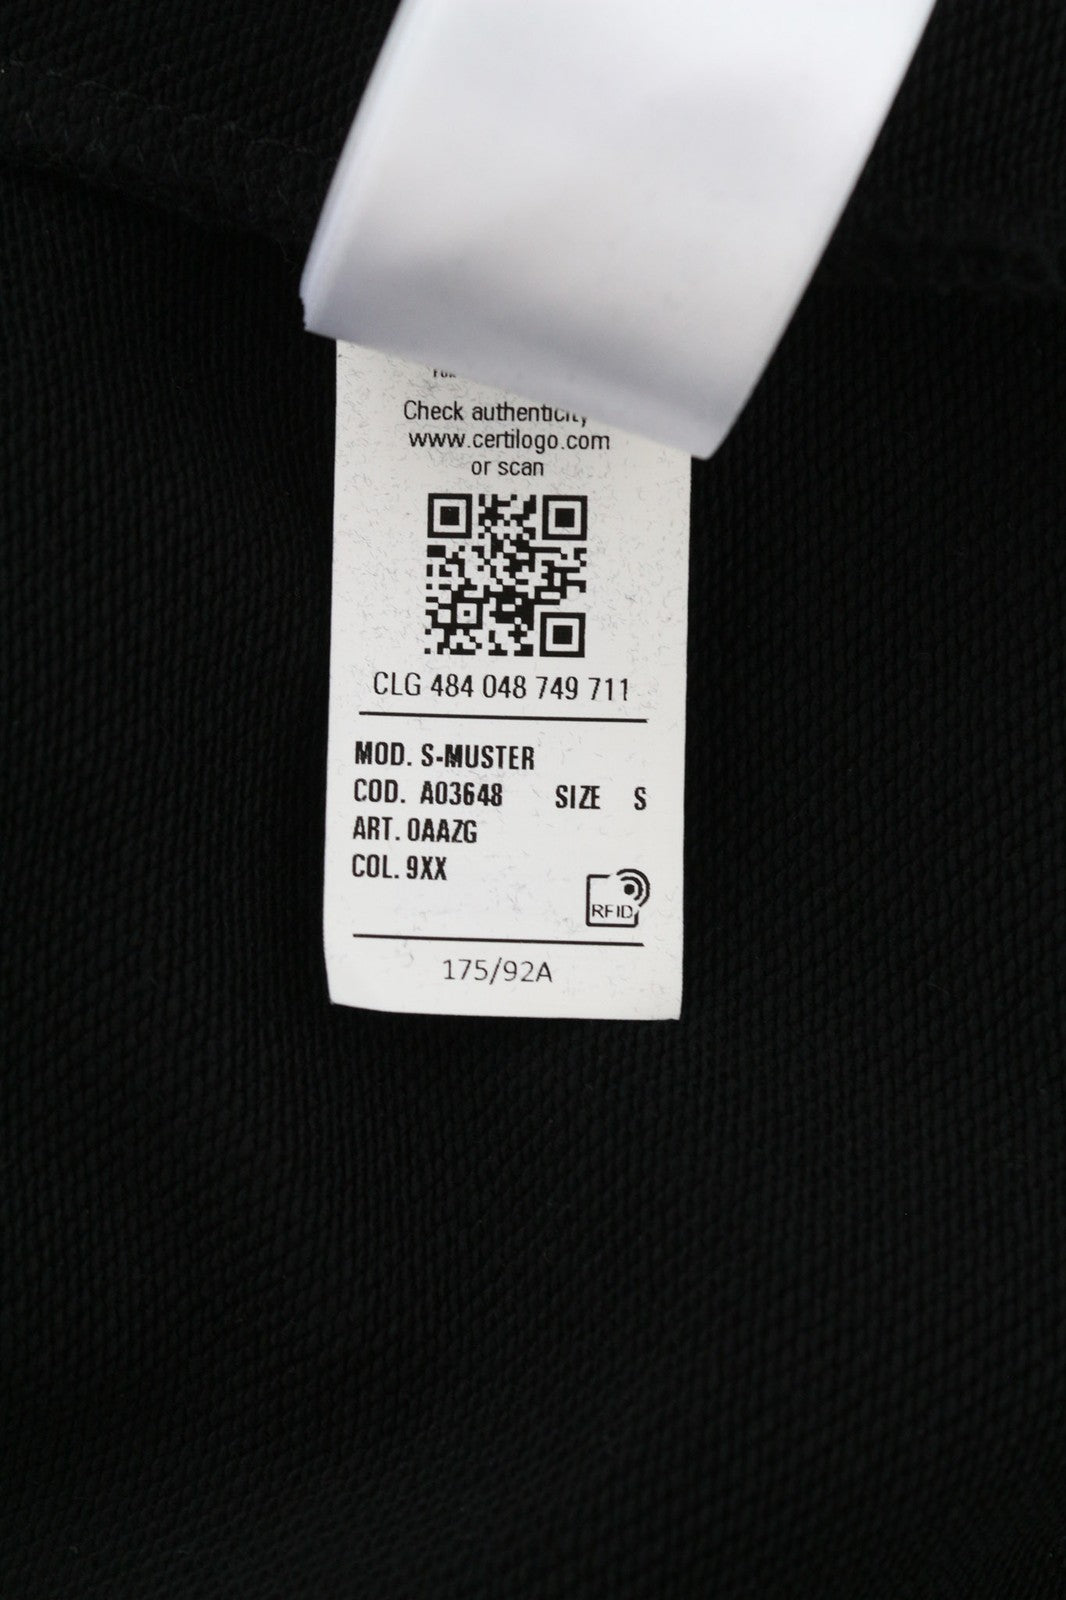 Check authenticity
www.certilogo.com
or scan
CLG 484 048 749 711
MOD. S-MUSTER
COD. A03648 SIZE S
ART. 0AAZG
COL. 9XX
RFID
175/92A